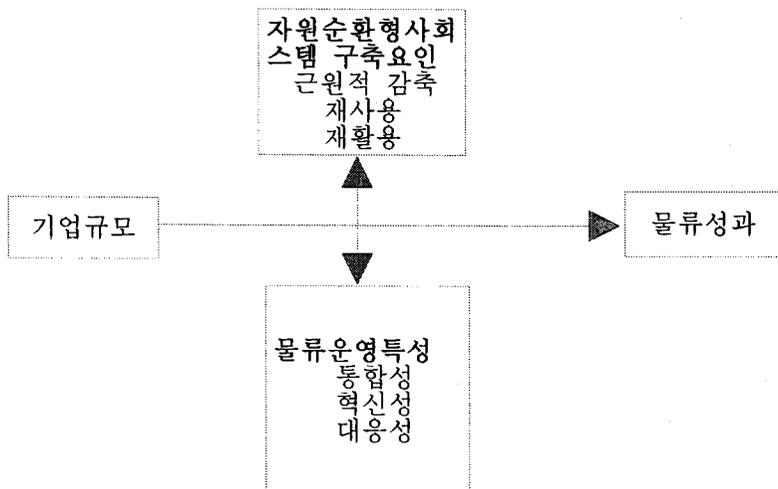 자원순환형사회
스템 구축요인
근원적 감축
재사용
재활용
기업규모
물류성과
물류운영특성
통합성
혁신성
대응성